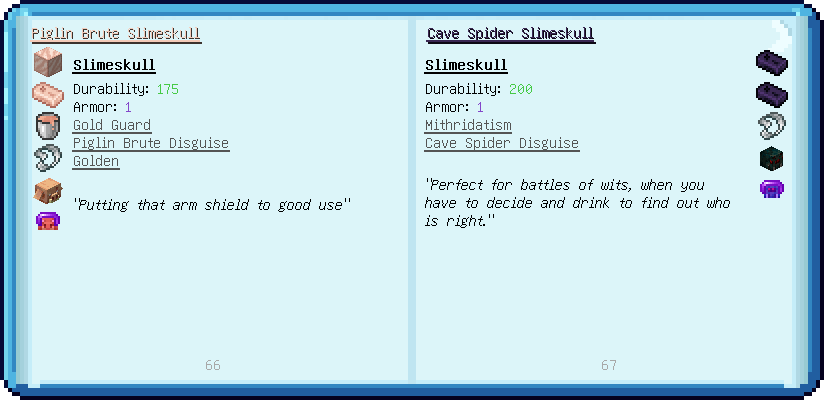 Piglin Brute Slimeskull
Slimeskull
Durability: 175
Armor: 1
Gold Guard
Piglin Brute Disguise
Golden
"Putting that arm shield to good use"
66
Cave Spider Slimeskull
Slimeskull
Durability: 200
Armor: 1
Mithridatism
Cave Spider Disguise
"Perfect for battles of wits, when you
have to decide and drink to find out who
is right."
67